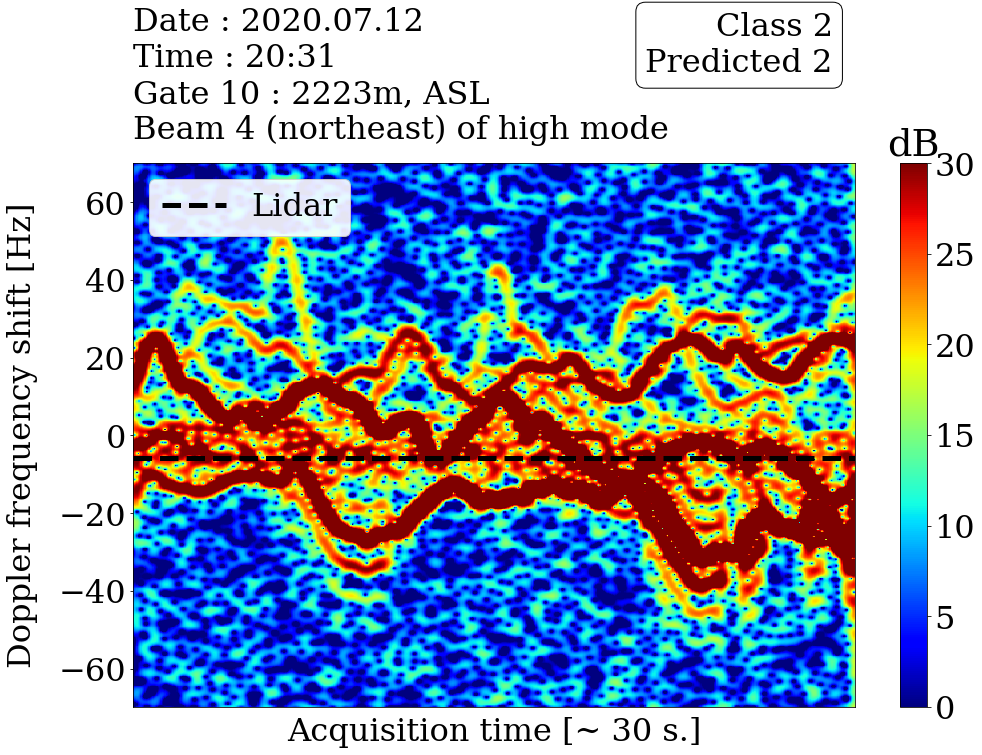 Date : 2020.07.12
Time : 20:31
Gate 10 : 2223m, ASL
Beam 4 (northeast) of high mode
Class 2
Predicted 2
dB
Lidar
Doppler frequency shift [Hz]
60
40
20
0
−20
−40
−60
30
25
20
15
10
5
0
Acquisition time [~ 30 s.]